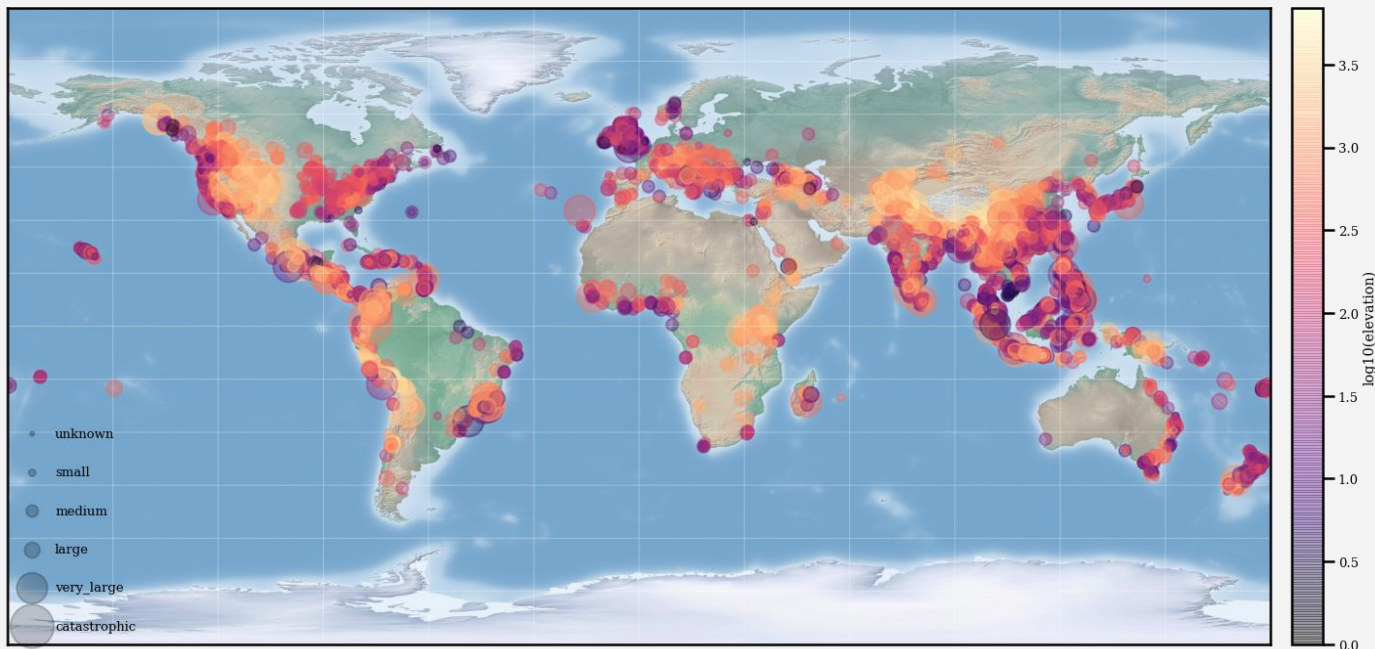 unknown
small
medium
large
very_large
catastrophic
3.5
3.0
2.5
2.0
1.5
1.0
0.5
0.0
log10(elevation)